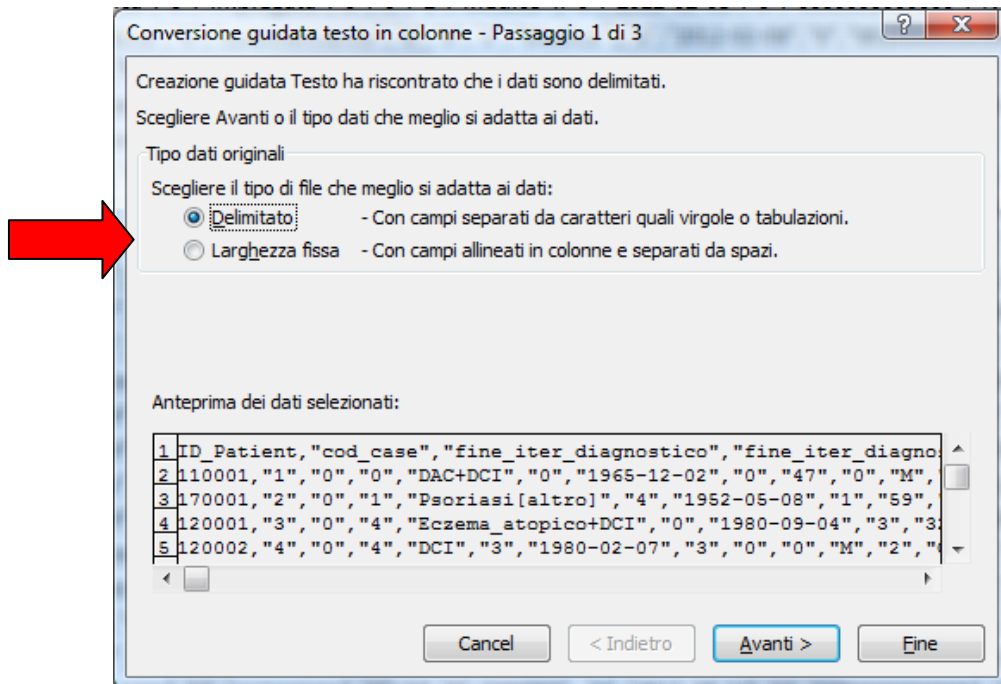 Conversione guidata testo in colonne - Passaggio 1 di 3
Creazione guidata Testo ha riscontrato che i dati sono delimitati.
Scegliere Avanti o il tipo dati che meglio si adatta ai dati.
Tipo dati originali
Scegliere il tipo di file che meglio si adatta ai dati:
Delimitato - Con campi separati da caratteri quali virgole o tabulazioni.
Larghezza fissa - Con campi allineati in colonne e separati da spazi.
Anteprima dei dati selezionati:
1 ID_Patient,"cod_case","fine_iter_diagnostico","fine_iter_diagno
2 110001,"1","0","0","DAC+DCI","0","1965-12-02","0","47","0","M",
3 170001,"2","0","1","Psoriasi[altro]","4","1952-05-08","1","59",
4 120001,"3","0","4","Eczema_atopico+DCI","0","1980-09-04","3","3
5 120002,"4","0","4","DCI","3","1980-02-07","3","0","0","M","2","
Cancel < Indietro Avanti > Fine